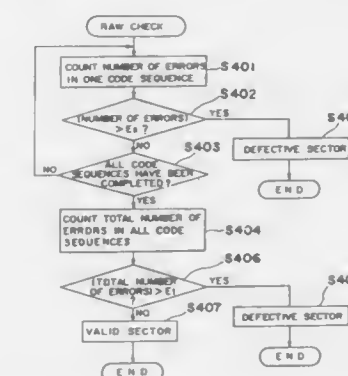 RAW CHECK
COUNT NUMBER OF ERRORS
IN ONE CODE SEQUENCE
S401
(NUMBER OF ERRORS)
> E₀ ?
S402
YES
NO
DEFECTIVE SECTOR
END
ALL CODE
SEQUENCES HAVE BEEN
COMPLETED?
S403
NO
YES
COUNT TOTAL NUMBER OF
ERRORS IN ALL CODE
SEQUENCES
S404
(TOTAL NUMBER
OF ERRORS) > E₁
?
S406
YES
NO
S407
VALID SECTOR
DEFECTIVE SECTOR
END
END